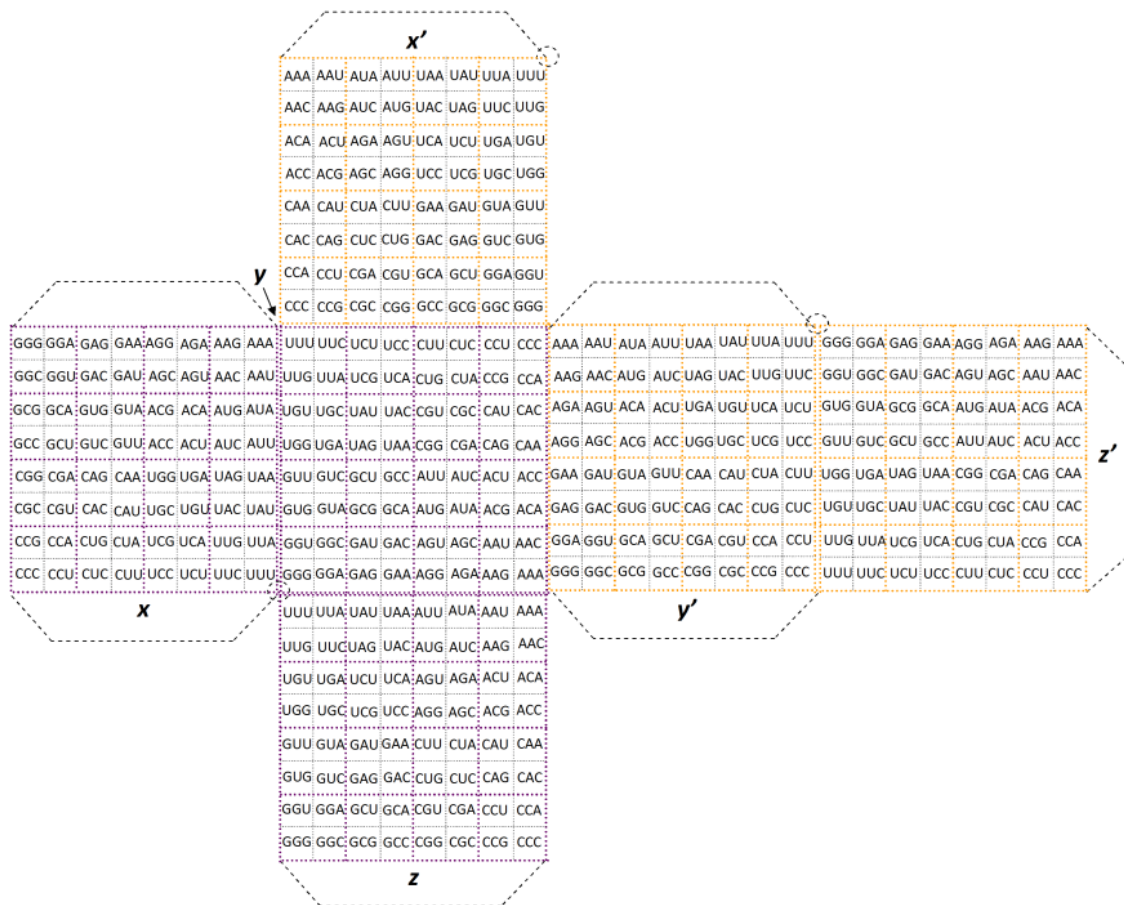 x’
AAA AAU AUA AUU UAA UAU UUA UUU
AAC AAG AUC AUG UAC UAG UUC UUG
ACA ACU AGA AGU UCA UCU UGA UGU
ACC ACG AGC AGG UCC UCG UGC UGG
CAA CAU CUA CUU GAA GAU GUA GUU
CAC CAG CUC CUG GAC GAG GUC GUG
CCA CCU CGA CGU GCA GCU GGA GGU
CCC CCG CGC CGG GCC GCG GGC GGG
y
GGG GGA GAG GAA AGG AGA AAG AAA UUU UUC UCU UCC CUU CUC CCU CCC AAA AAU AUA AUU UAA UAU UUA UUU GGG GGA GAG GAA AGG AGA AAG AAA
GGC GGU GAC GAU AGC AGU AAC AAU UUG UUA UCG UCA CUG CUA CCG CCA AAG AAC AUG AUC UAG UAC UUG UUC GGU GGC GAU GAC AGU AGC AAU AAC
GCG GCA GUG GUA ACG ACA AUG AUA UGU UGC UAU UAC CGU CGC CAU CAC AGA AGU ACA ACU UGA UGU UCA UCU GUG GUA GCG GCA AUG AUA ACG ACA
GCC GCU GUC GUU ACC ACU AUC AUU UGG UGA UAG UAA CGG CGA CAG CAA AGG AGC ACG ACC UGG UGC UCG UCC GUU GUC GCU GCC AUU AUC ACU ACC
z’
CGG CGA CAG CAA UGG UGA UAG UAA GUU GUC GCU GCC AUU AUC ACU ACC GAA GAU GUA GUU CAA CAU CUA CUU UGG UGA UAG UAA CGG CGA CAG CAA
CGC CGU CAC CAU UGC UGU UAC UAU GUG GUA GCG GCA AUG AUA ACG ACA GAG GAC GUG GUC CAG CAC CUG CUC UGU UGC UAU UAC CGU CGC CAU CAC
CCG CCA CUG CUA UCG UCA UUG UUA GGU GGC GAU GAC AGU AGC AAU AAC GGA GGU GCA GCU CGA CGU CCA CCU UUG UUA UCG UCA CUG CUA CCG CCA
CCC CCU CUC CUU UCC UCU UUC UUU GGG GGA GAG GAA AGG AGA AAG AAA GGG GGC GCG GCC CGG CGC CCG CCC UUU UUC UCU UCC CUU CUC CCU CCC
x
y’
UUU UUA UAU UAA AUU AUA AAU AAA
UUG UUC UAG UAC AUG AUC AAG AAC
UGU UGA UCU UCA AGU AGA ACU ACA
UGG UGC UCG UCC AGG AGC ACG ACC
GUU GUA GAU GAA CUU CUA CAU CAA
GUG GUC GAG GAC CUG CUC CAG CAC
GGU GGA GCU GCA CGU CGA CCU CCA
GGG GGC GCG GCC CGG CGC CCG CCC
z